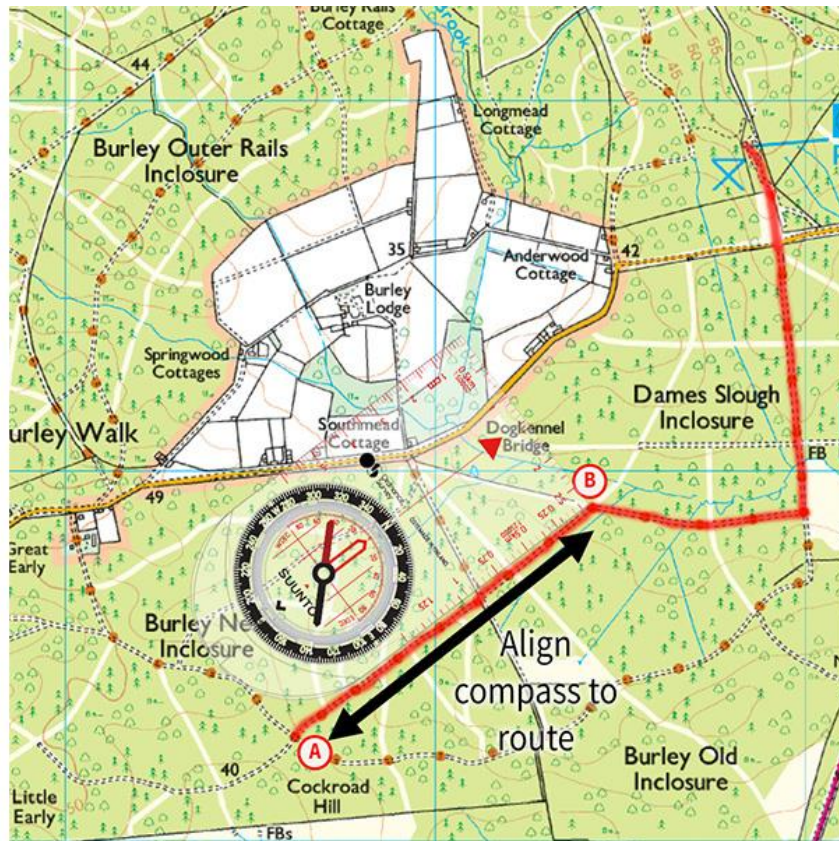 Burley Rails
Cottage
44
Longmead
Cottage
55
50
45
40
Burley Outer Rails
Inclosure
35
42
Anderwood
Cottage
Burley
Lodge
Springwood
Cottages
Dames Slough
Inclosure
Southmead
Cottage
Dogkennel
Bridge
urley Walk
FB
B
49
Great
Early
SUUNTO
Burley Ne
Inclosure
Align
compass to
route
A
40
Cockroad
Hill
Burley Old
Inclosure
Little
Early
50
FBs